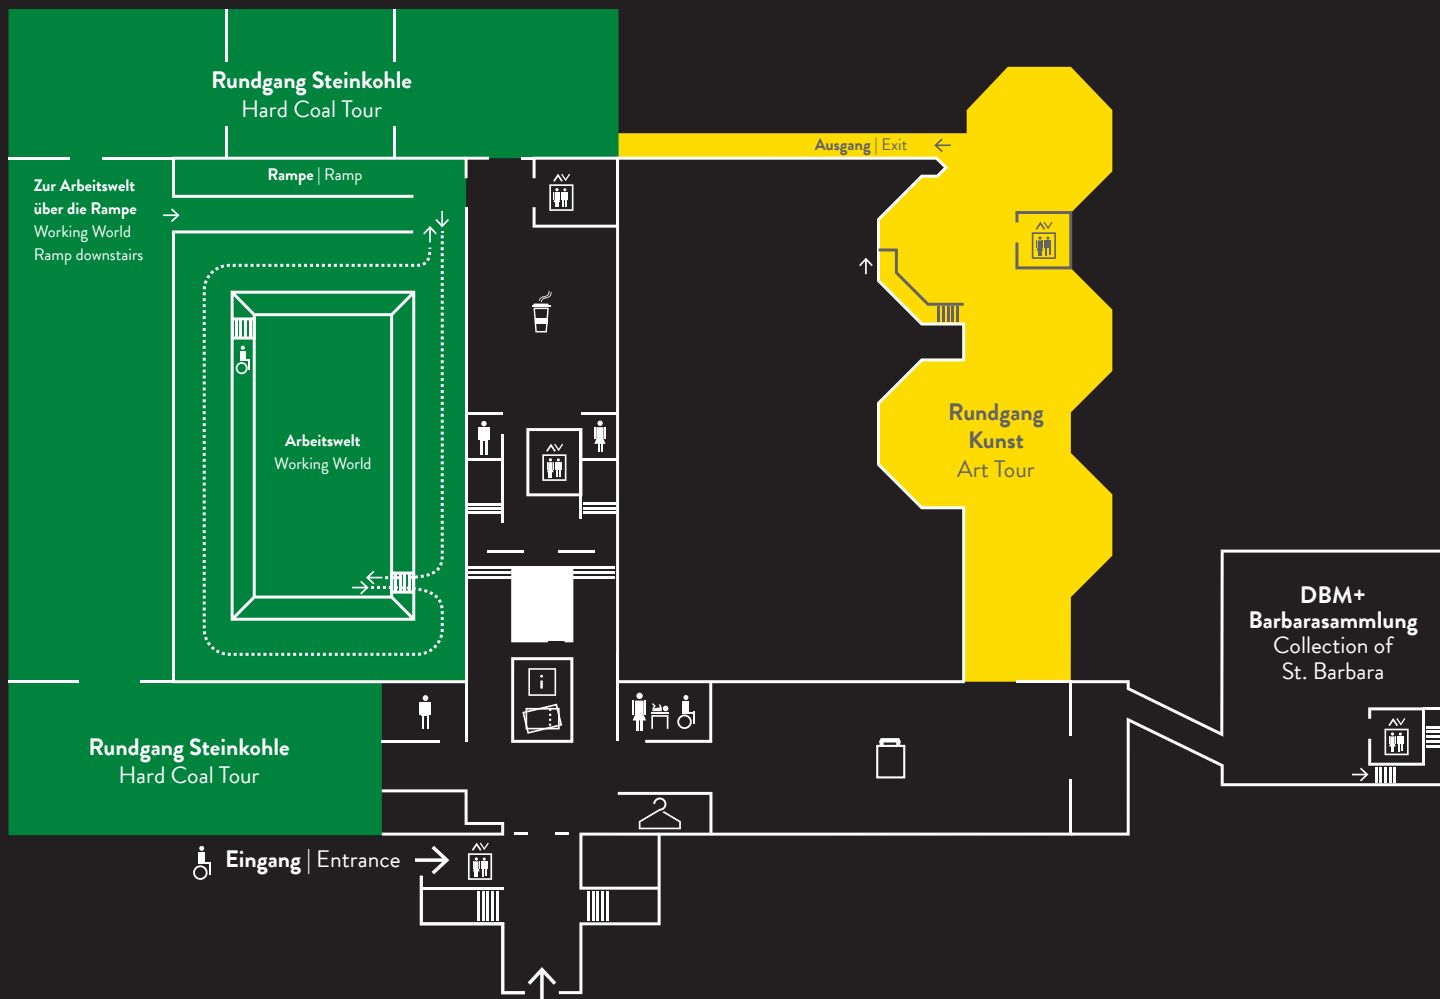 Rundgang Steinkohle
Hard Coal Tour
Ausgang | Exit
Rampe | Ramp
Zur Arbeitswelt
über die Rampe
Working World
Ramp downstairs
Arbeitswelt
Working World
Rundgang
Kunst
Art Tour
DBM+
Barbarasammlung
Collection of
St. Barbara
i
Rundgang Steinkohle
Hard Coal Tour
Eingang | Entrance